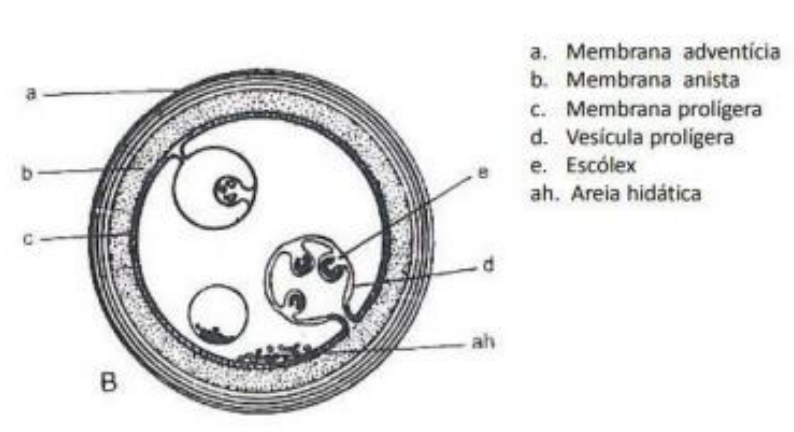 a. Membrana adventícia
b. Membrana anista
c. Membrana prolígera
d. Vesícula prolígera
e. Escólex
ah. Areia hidática
a
b
e
c
d
ah
B